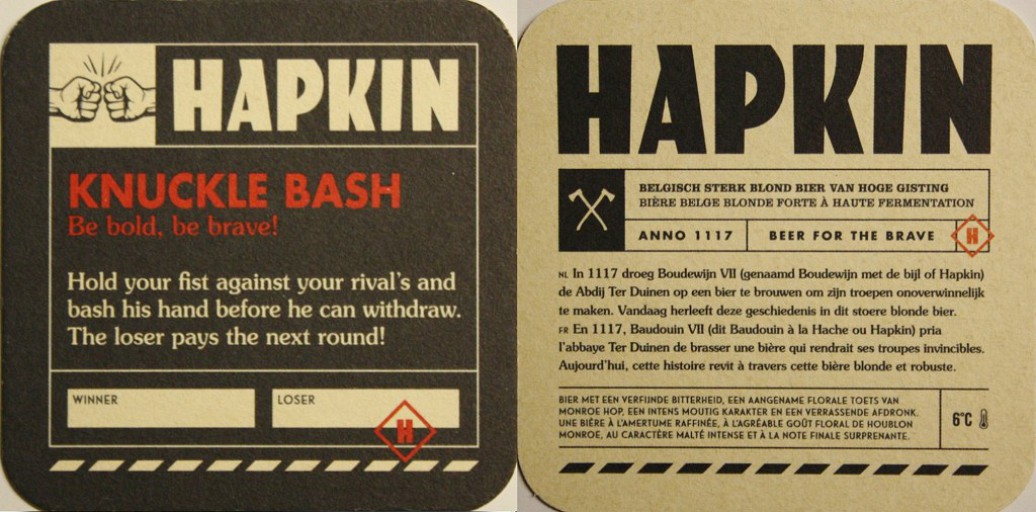 HAPKIN
KNUCKLE BASH
Be bold, be brave!
Hold your fist against your rival's and
bash his hand before he can withdraw.
The loser pays the next round!
WINNER
LOSER
H
HAPKIN
BELGISCH STERK BLOND BIER VAN HOGE GISTING
BIÈRE BELGE BLONDE FORTE À HAUTE FERMENTATION
ANNO 1117
BEER FOR THE BRAVE
H
NL In 1117 droeg Boudewijn VII (genaamd Boudewijn met de bijl of Hapkin)
de Abdij Ter Duinen op een bier te brouwen om zijn troepen onoverwinnelijk
te maken. Vandaag herleeft deze geschiedenis in dit stoere blonde bier.
FR En 1117, Baudouin VII (dit Baudouin à la Hache ou Hapkin) pria
l'abbaye Ter Duinen de brasser une bière qui rendrait ses troupes invincibles.
Aujourd'hui, cette histoire revit à travers cette bière blonde et robuste.
BIER MET EEN VERFIJNDE BITTERHEID, EEN AANGENAME FLORALE TOETS VAN
MONROE HOP, EEN INTENS MOUTIG KARAKTER EN EEN VERRASSENDE AFDRONK.
UNE BIÈRE À L'AMERTUME RAFFINÉE, À L'AGRÉABLE GOÛT FLORAL DE HOUBLON
MONROE, AU CARACTÈRE MALTÉ INTENSE ET À LA NOTE FINALE SURPRENANTE.
6°C